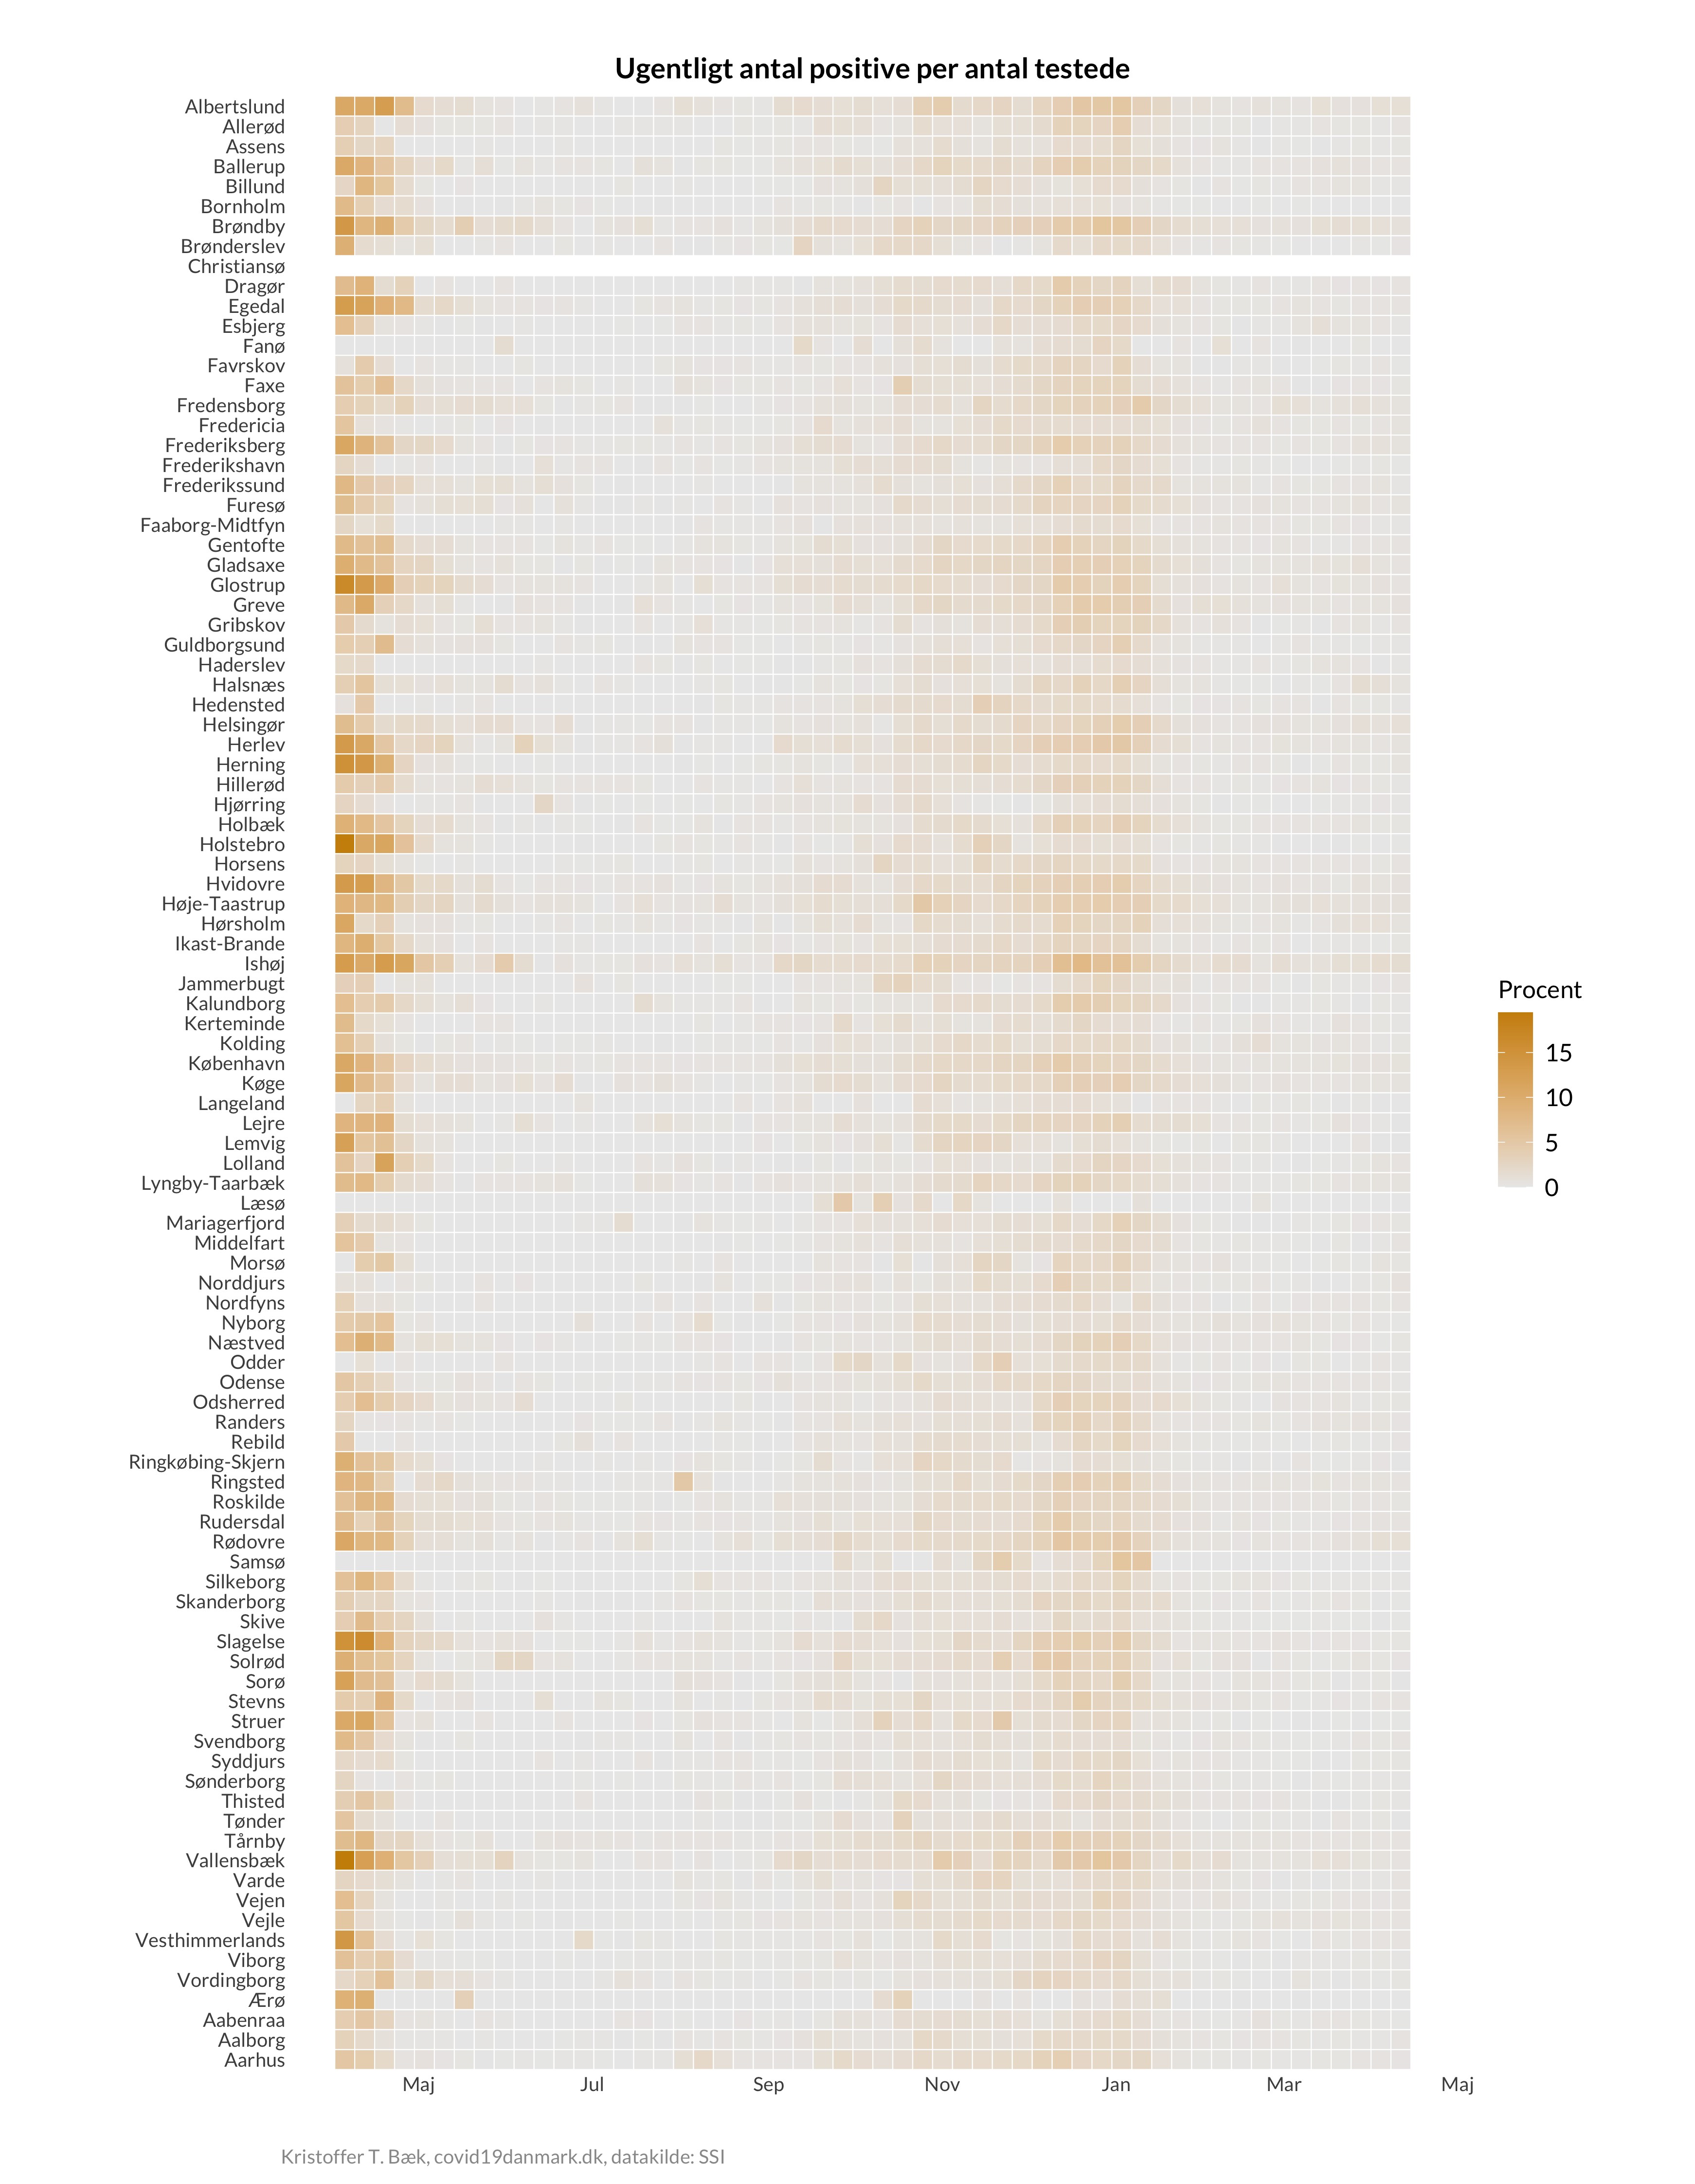 Ugentligt antal positive per antal testede
Albertslund
Allerød
Assens
Ballerup
Billund
Bornholm
Brøndby
Brønderslev
Christiansø
Dragør
Egedal
Esbjerg
Fanø
Favrskov
Faxe
Fredensborg
Fredericia
Frederiksberg
Frederikshavn
Frederikssund
Furesø
Faaborg-Midtfyn
Gentofte
Gladsaxe
Glostrup
Greve
Gribskov
Guldborgsund
Haderslev
Halsnæs
Hedensted
Helsingør
Herlev
Herning
Hillerød
Hjørring
Holbæk
Holstebro
Horsens
Hvidovre
Høje-Taastrup
Hørsholm
Ikast-Brande
Ishøj
Jammerbugt
Kalundborg
Kerteminde
Kolding
København
Køge
Langeland
Lejre
Lemvig
Lolland
Lyngby-Taarbæk
Læsø
Mariagerfjord
Middelfart
Morsø
Norddjurs
Nordfyns
Nyborg
Næstved
Odder
Odense
Odsherred
Randers
Rebild
Ringkøbing-Skjern
Ringsted
Roskilde
Rudersdal
Rødovre
Samsø
Silkeborg
Skanderborg
Skive
Slagelse
Solrød
Sorø
Stevns
Struer
Svendborg
Syddjurs
Sønderborg
Thisted
Tønder
Tårnby
Vallensbæk
Varde
Vejen
Vejle
Vesthimmerlands
Viborg
Vordingborg
Ærø
Aabenraa
Aalborg
Aarhus
Maj Jul Sep Nov Jan Mar Maj
Procent
15
10
5
0
Kristoffer T. Bæk, covid19danmark.dk, datakilde: SSI